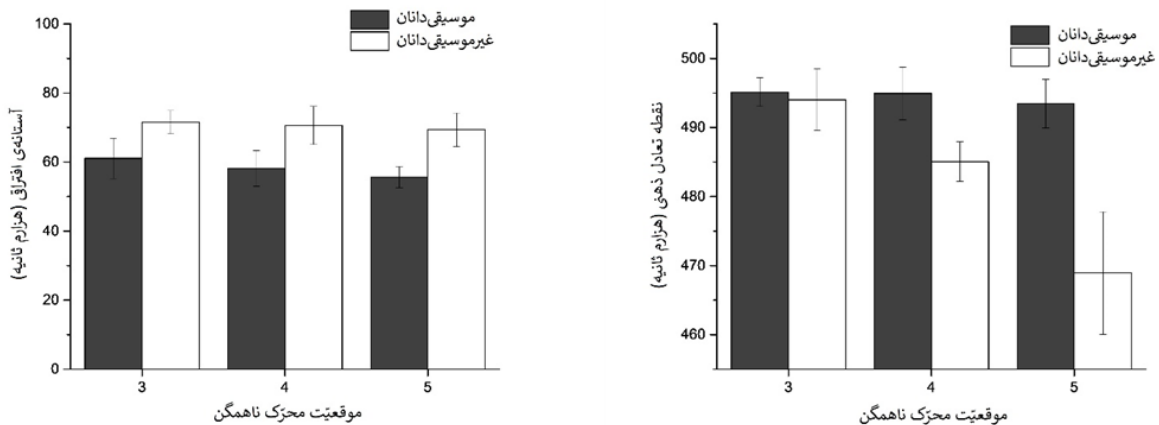 موسیقی‌دانان
غیرموسیقی‌دانان
100
80
60
40
20
0
آستانه‌ی افتراقی (هزارم ثانیه)
3 4 5
موقعیّت محرّک ناهمگن
موسیقی‌دانان
غیرموسیقی‌دانان
500
490
480
470
460
نقطه تعادل ذهنی (هزارم ثانیه)
3 4 5
موقعیّت محرّک ناهمگن